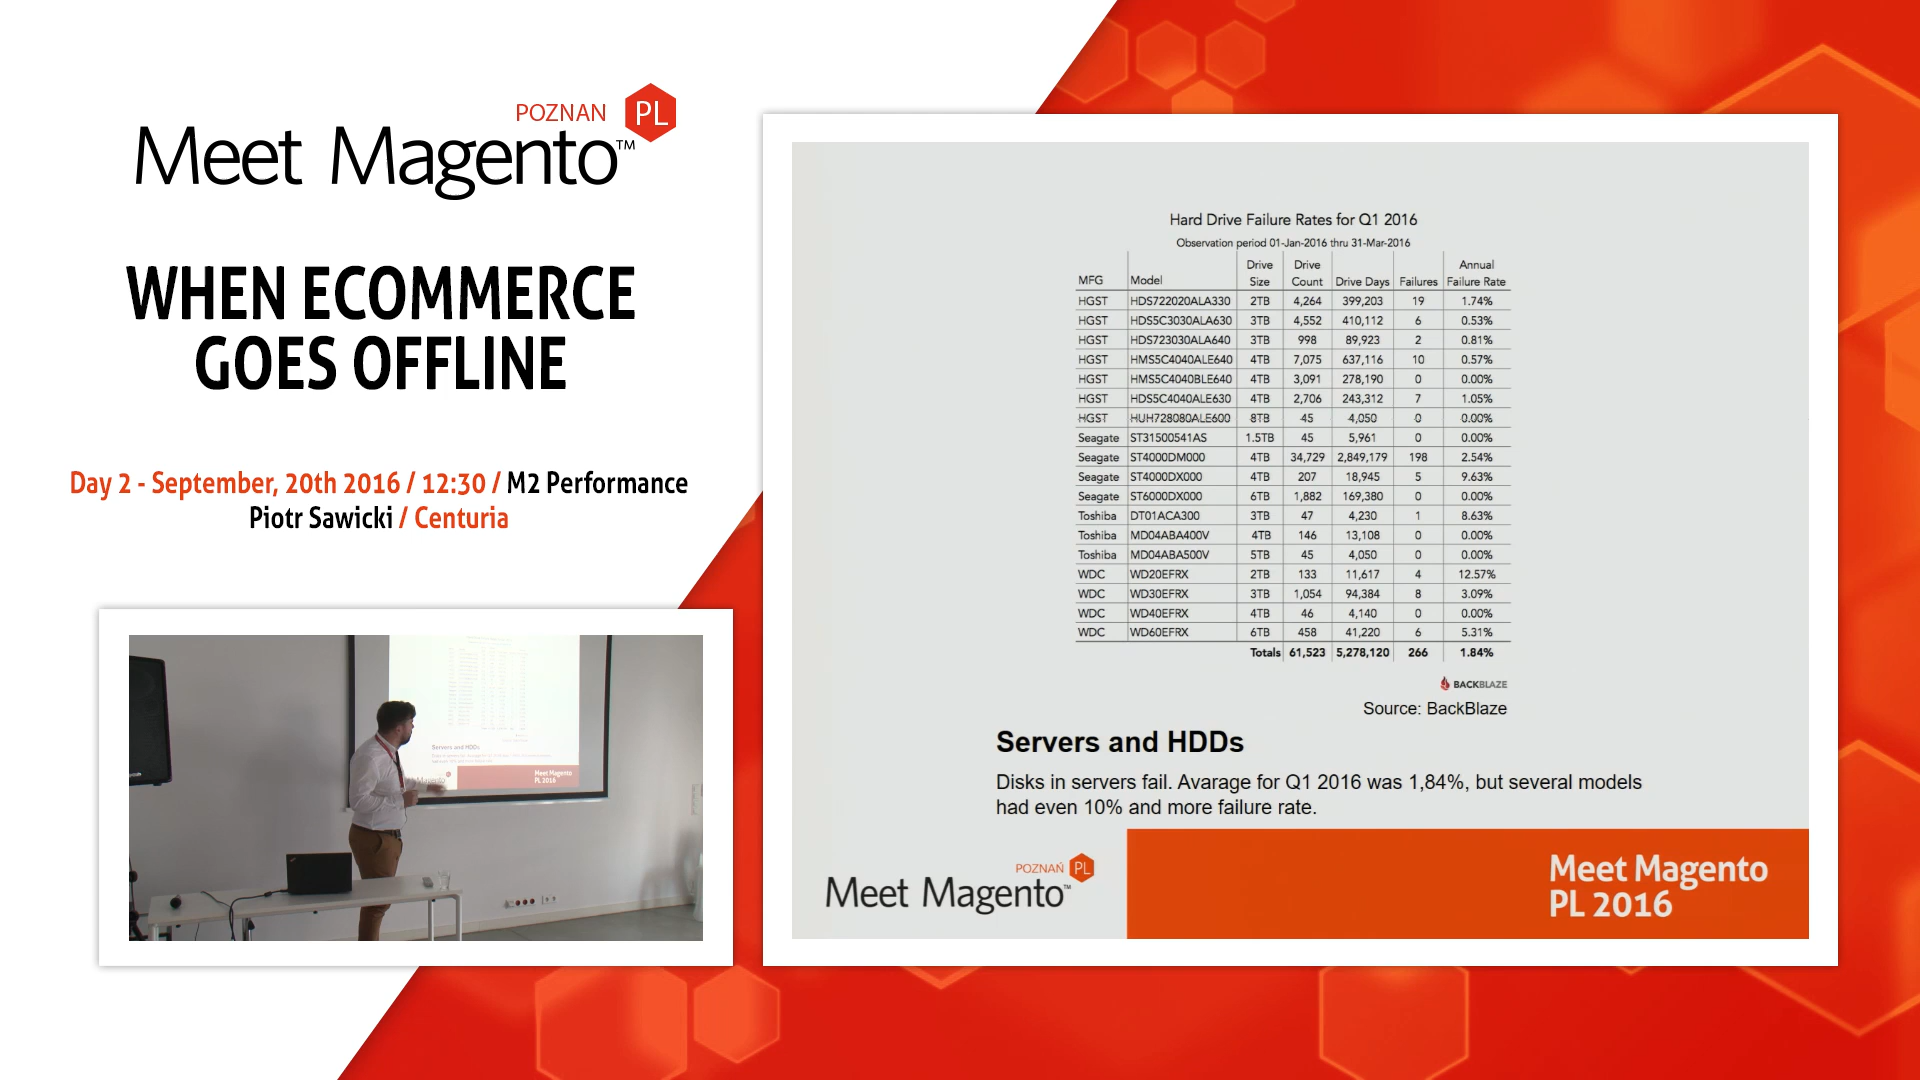 POZNAN PL
Meet Magento™
WHEN ECOMMERCE
GOES OFFLINE
Day 2 - September, 20th 2016 / 12:30 / M2 Performance
Piotr Sawicki / Centuria
Hard Drive Failure Rates for Q1 2016
Observation period 01-Jan-2016 thru 31-Mar-2016
MFG Model Drive Size Drive Count Drive Days Failures Annual Failure Rate
HGST HDS722020ALA330 2TB 4,264 399,203 19 1.74%
HGST HDS5C3030ALA630 3TB 4,552 410,112 6 0.53%
HGST HDS723030ALA640 3TB 998 89,923 2 0.81%
HGST HMS5C4040ALE640 4TB 7,075 637,116 10 0.57%
HGST HMS5C4040BLE640 4TB 3,091 278,190 0 0.00%
HGST HDS5C4040ALE630 4TB 2,706 243,312 7 1.05%
HGST HUH728080ALE600 8TB 45 4,050 0 0.00%
Seagate ST31500541AS 1.5TB 45 5,961 0 0.00%
Seagate ST4000DM000 4TB 34,729 2,849,179 198 2.54%
Seagate ST4000DX000 4TB 207 18,945 5 9.63%
Seagate ST6000DX000 6TB 1,882 169,380 0 0.00%
Toshiba DT01ACA300 3TB 47 4,230 1 8.63%
Toshiba MD04ABA400V 4TB 146 13,108 0 0.00%
Toshiba MD04ABA500V 5TB 45 4,050 0 0.00%
WDC WD20EFRX 2TB 133 11,617 4 12.57%
WDC WD30EFRX 3TB 1,054 94,384 8 3.09%
WDC WD40EFRX 4TB 46 4,140 0 0.00%
WDC WD60EFRX 6TB 458 41,220 6 5.31%
Totals 61,523 5,278,120 266 1.84%
BACKBLAZE
Source: BackBlaze
Servers and HDDs
Disks in servers fail. Avarage for Q1 2016 was 1,84%, but several models
had even 10% and more failure rate.
POZNAŃ PL
Meet Magento™
Meet Magento
PL 2016
Servers and HDDs
Meet Magento
PL 2016